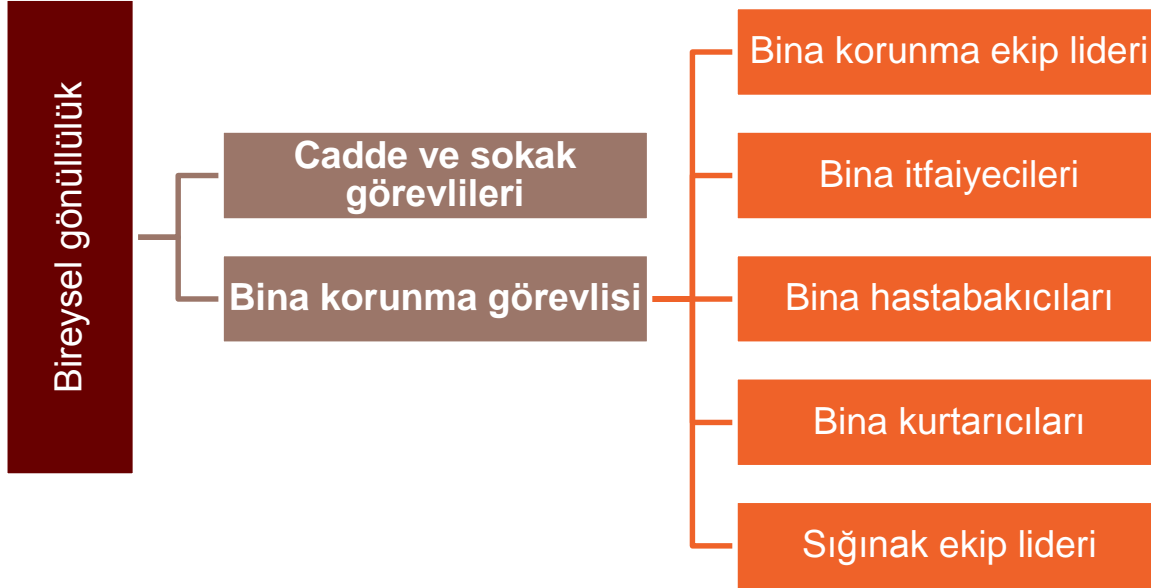 Bireysel gönüllülük
Cadde ve sokak
görevlileri
Bina korunma görevlisi
Bina korunma ekip lideri
Bina itfaiyecileri
Bina hastabakıcıları
Bina kurtarıcıları
Sığınak ekip lideri